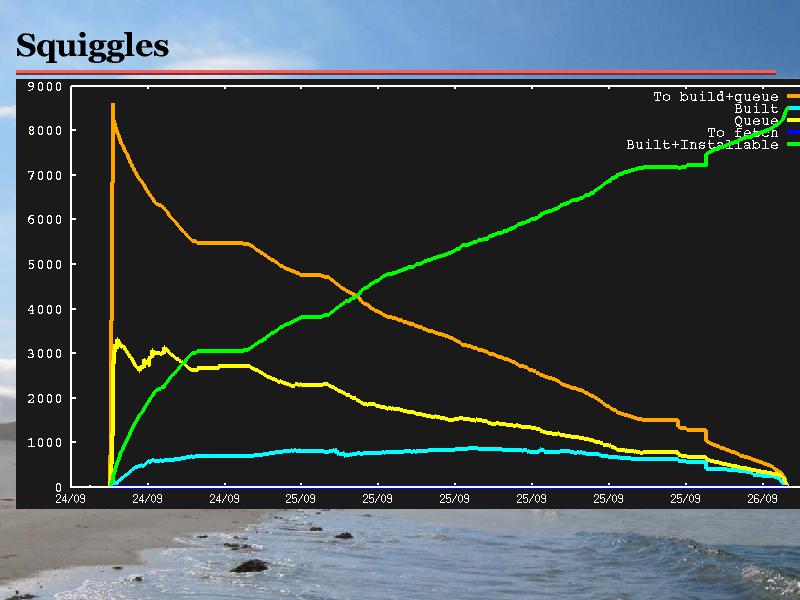 Squiggles
9000
8000
7000
6000
5000
4000
3000
2000
1000
0
To build+queue
Built
Queue
To fetch
Built+Installable
24/09 24/09 24/09 25/09 25/09 25/09 25/09 25/09 25/09 26/09